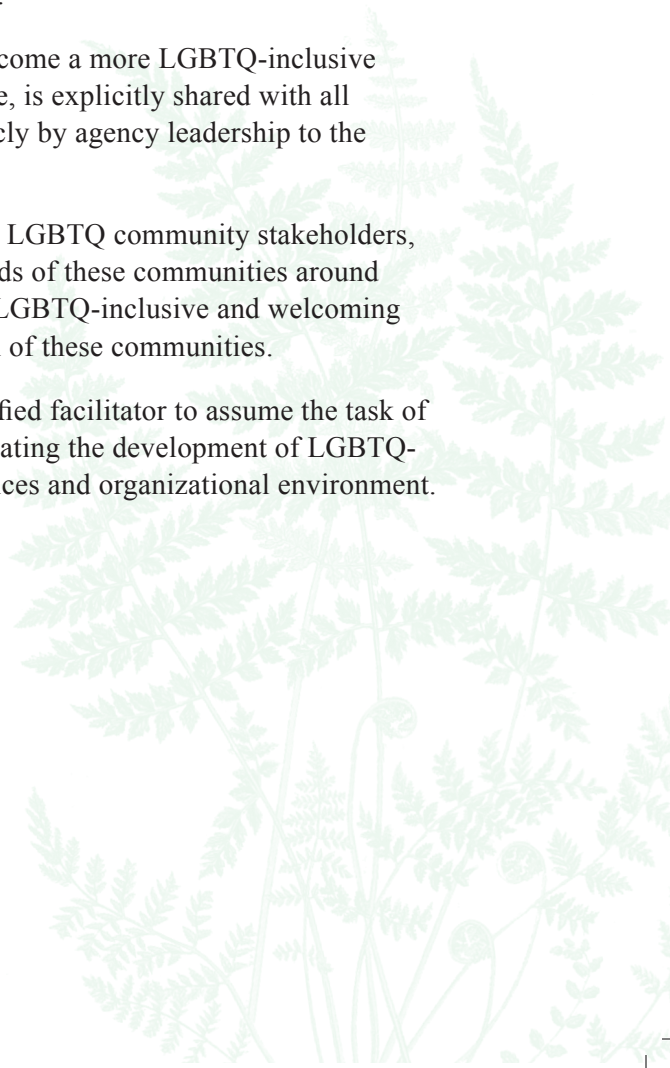 come a more LGBTQ-inclusive
e, is explicitly shared with all
cly by agency leadership to the
LGBTQ community stakeholders,
ds of these communities around
LGBTQ-inclusive and welcoming
of these communities.
fied facilitator to assume the task of
ating the development of LGBTQ-
ces and organizational environment.